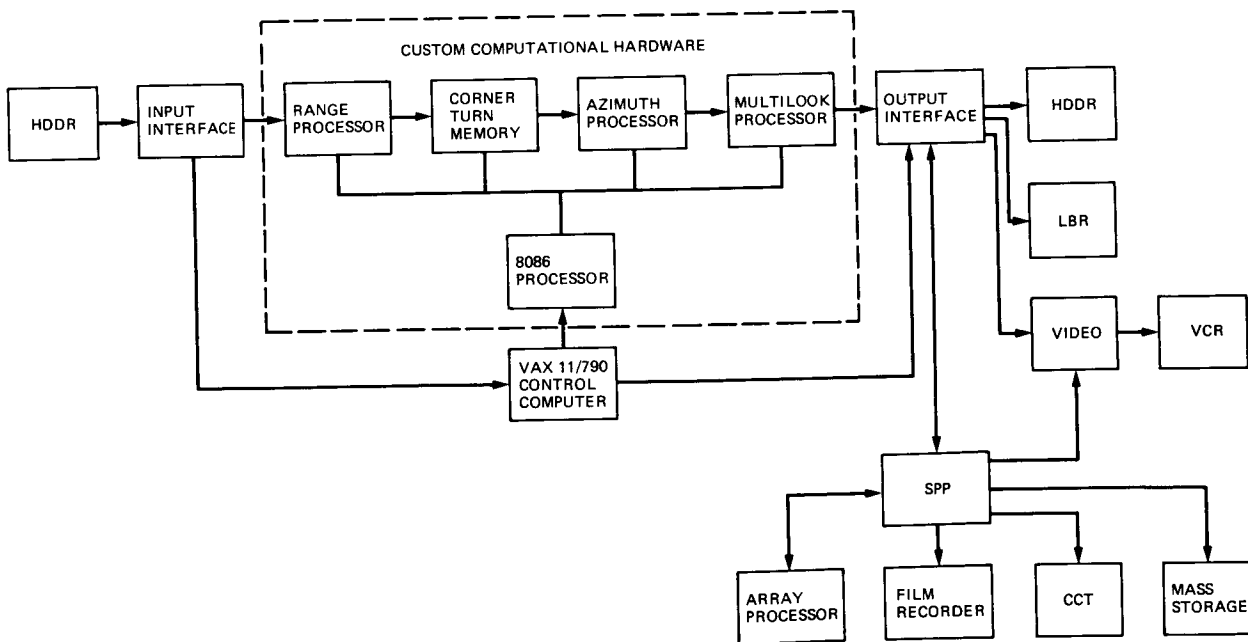 CUSTOM COMPUTATIONAL HARDWARE
HDDR
INPUT
INTERFACE
RANGE
PROCESSOR
CORNER
TURN
MEMORY
AZIMUTH
PROCESSOR
MULTILOOK
PROCESSOR
OUTPUT
INTERFACE
HDDR
LBR
8086
PROCESSOR
VIDEO
VCR
VAX 11/790
CONTROL
COMPUTER
SPP
ARRAY
PROCESSOR
FILM
RECORDER
CCT
MASS
STORAGE